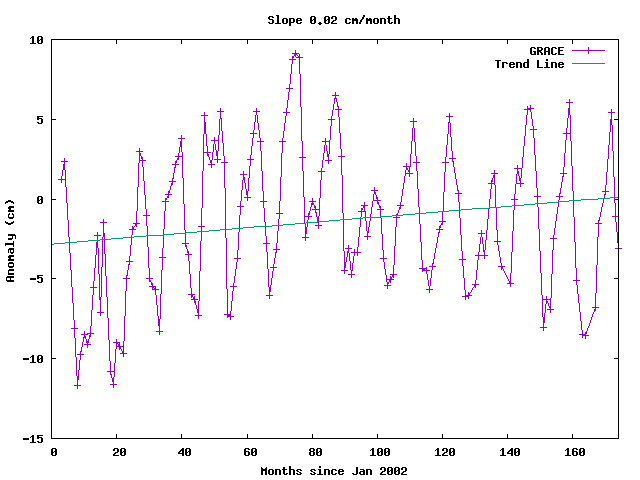 Slope 0.02 cm/month
GRACE
Trend Line
10
5
0
-5
-10
-15
Anomaly (cm)
0 20 40 60 80 100 120 140 160
Months since Jan 2002